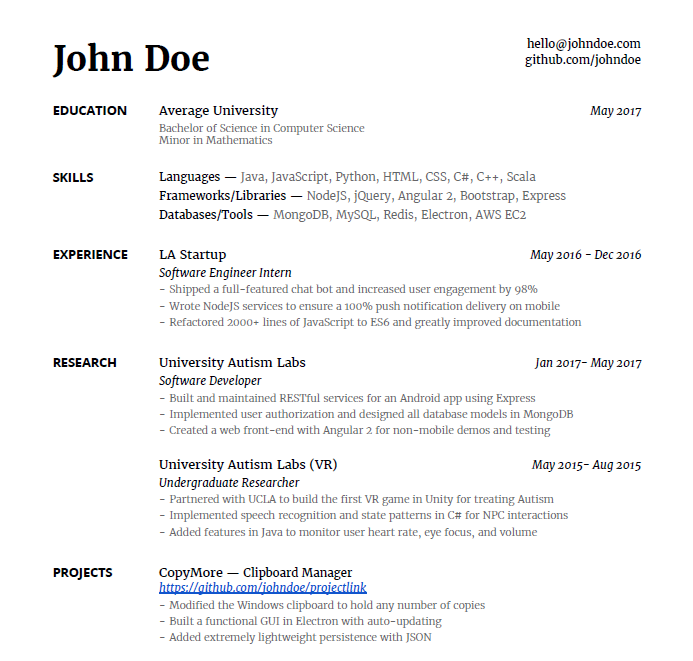 John Doe
hello@johndoe.com
github.com/johndoe
EDUCATION
Average University
May 2017
Bachelor of Science in Computer Science
Minor in Mathematics
SKILLS
Languages — Java, JavaScript, Python, HTML, CSS, C#, C++, Scala
Frameworks/Libraries — NodeJS, jQuery, Angular 2, Bootstrap, Express
Databases/Tools — MongoDB, MySQL, Redis, Electron, AWS EC2
EXPERIENCE
LA Startup
May 2016 - Dec 2016
Software Engineer Intern
- Shipped a full-featured chat bot and increased user engagement by 98%
- Wrote NodeJS services to ensure a 100% push notification delivery on mobile
- Refactored 2000+ lines of JavaScript to ES6 and greatly improved documentation
RESEARCH
University Autism Labs
Jan 2017- May 2017
Software Developer
- Built and maintained RESTful services for an Android app using Express
- Implemented user authorization and designed all database models in MongoDB
- Created a web front-end with Angular 2 for non-mobile demos and testing
University Autism Labs (VR)
May 2015- Aug 2015
Undergraduate Researcher
- Partnered with UCLA to build the first VR game in Unity for treating Autism
- Implemented speech recognition and state patterns in C# for NPC interactions
- Added features in Java to monitor user heart rate, eye focus, and volume
PROJECTS
CopyMore — Clipboard Manager
https://github.com/johndoe/projectlink
- Modified the Windows clipboard to hold any number of copies
- Built a functional GUI in Electron with auto-updating
- Added extremely lightweight persistence with JSON